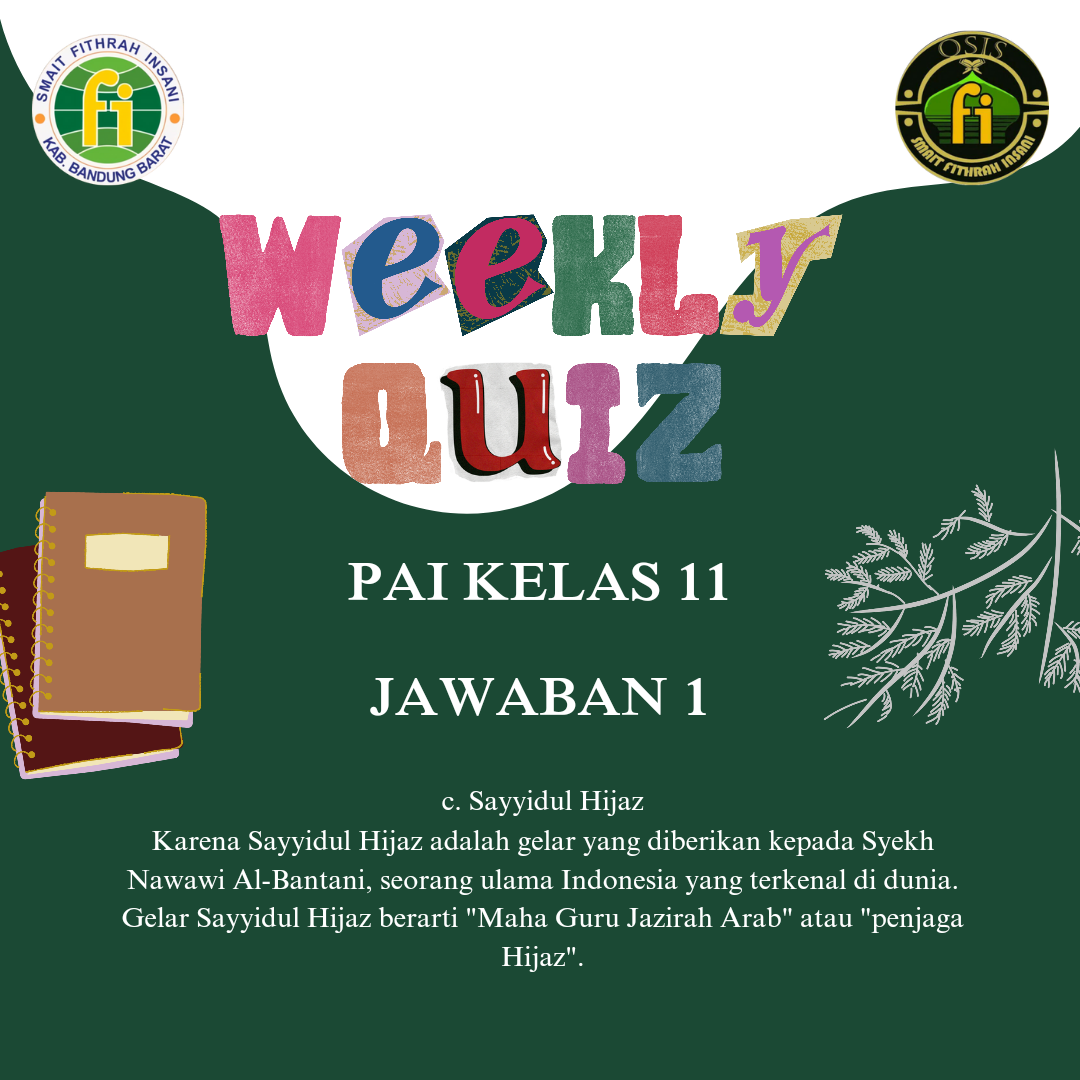 SMAIT FITHRAH INSANI
fi
KAB. BANDUNG BARAT
OSIS
fi
SMAIT FITHRAH INSANI
WeeKLy
QuIZ
PAI KELAS 11
JAWABAN 1
c. Sayyidul Hijaz
Karena Sayyidul Hijaz adalah gelar yang diberikan kepada Syekh
Nawawi Al-Bantani, seorang ulama Indonesia yang terkenal di dunia.
Gelar Sayyidul Hijaz berarti "Maha Guru Jazirah Arab" atau "penjaga
Hijaz".